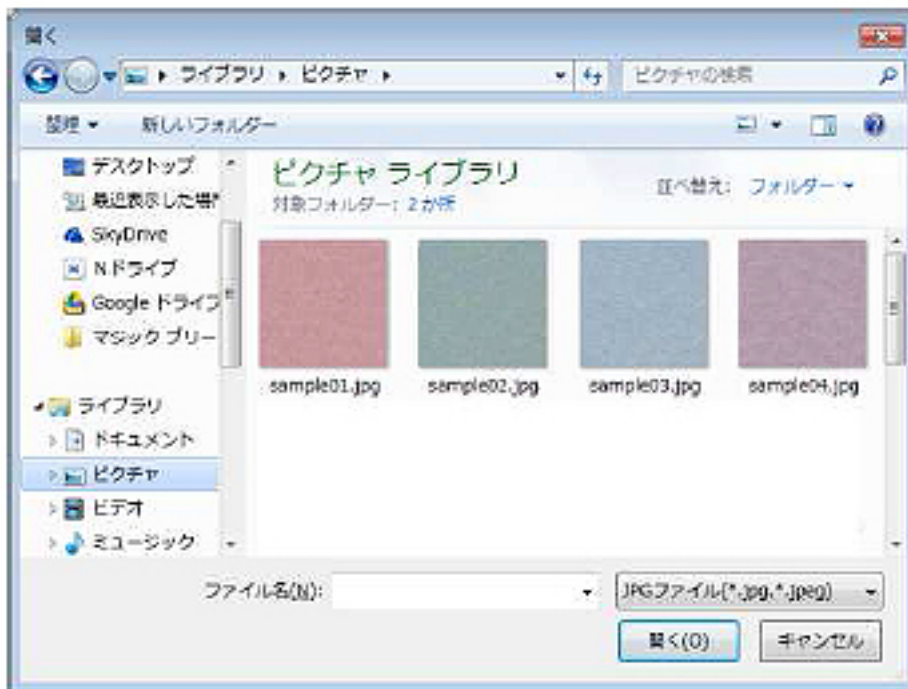 開く
ライブラリ ピクチャ ピクチャの検索
整理 新しいフォルダー
デスクトップ
最近表示した場
SkyDrive
N ドライブ
Google ドライブ
マジック ブリー
ライブラリ
ドキュメント
ピクチャ
ビデオ
ミュージック
ピクチャ ライブラリ
対象フォルダー: 2 か所
並べ替え: フォルダー
sample01.jpg sample02.jpg sample03.jpg sample04.jpg
ファイル名(N): JPGファイル(*.jpg,*.jpeg)
開く(O) キャンセル